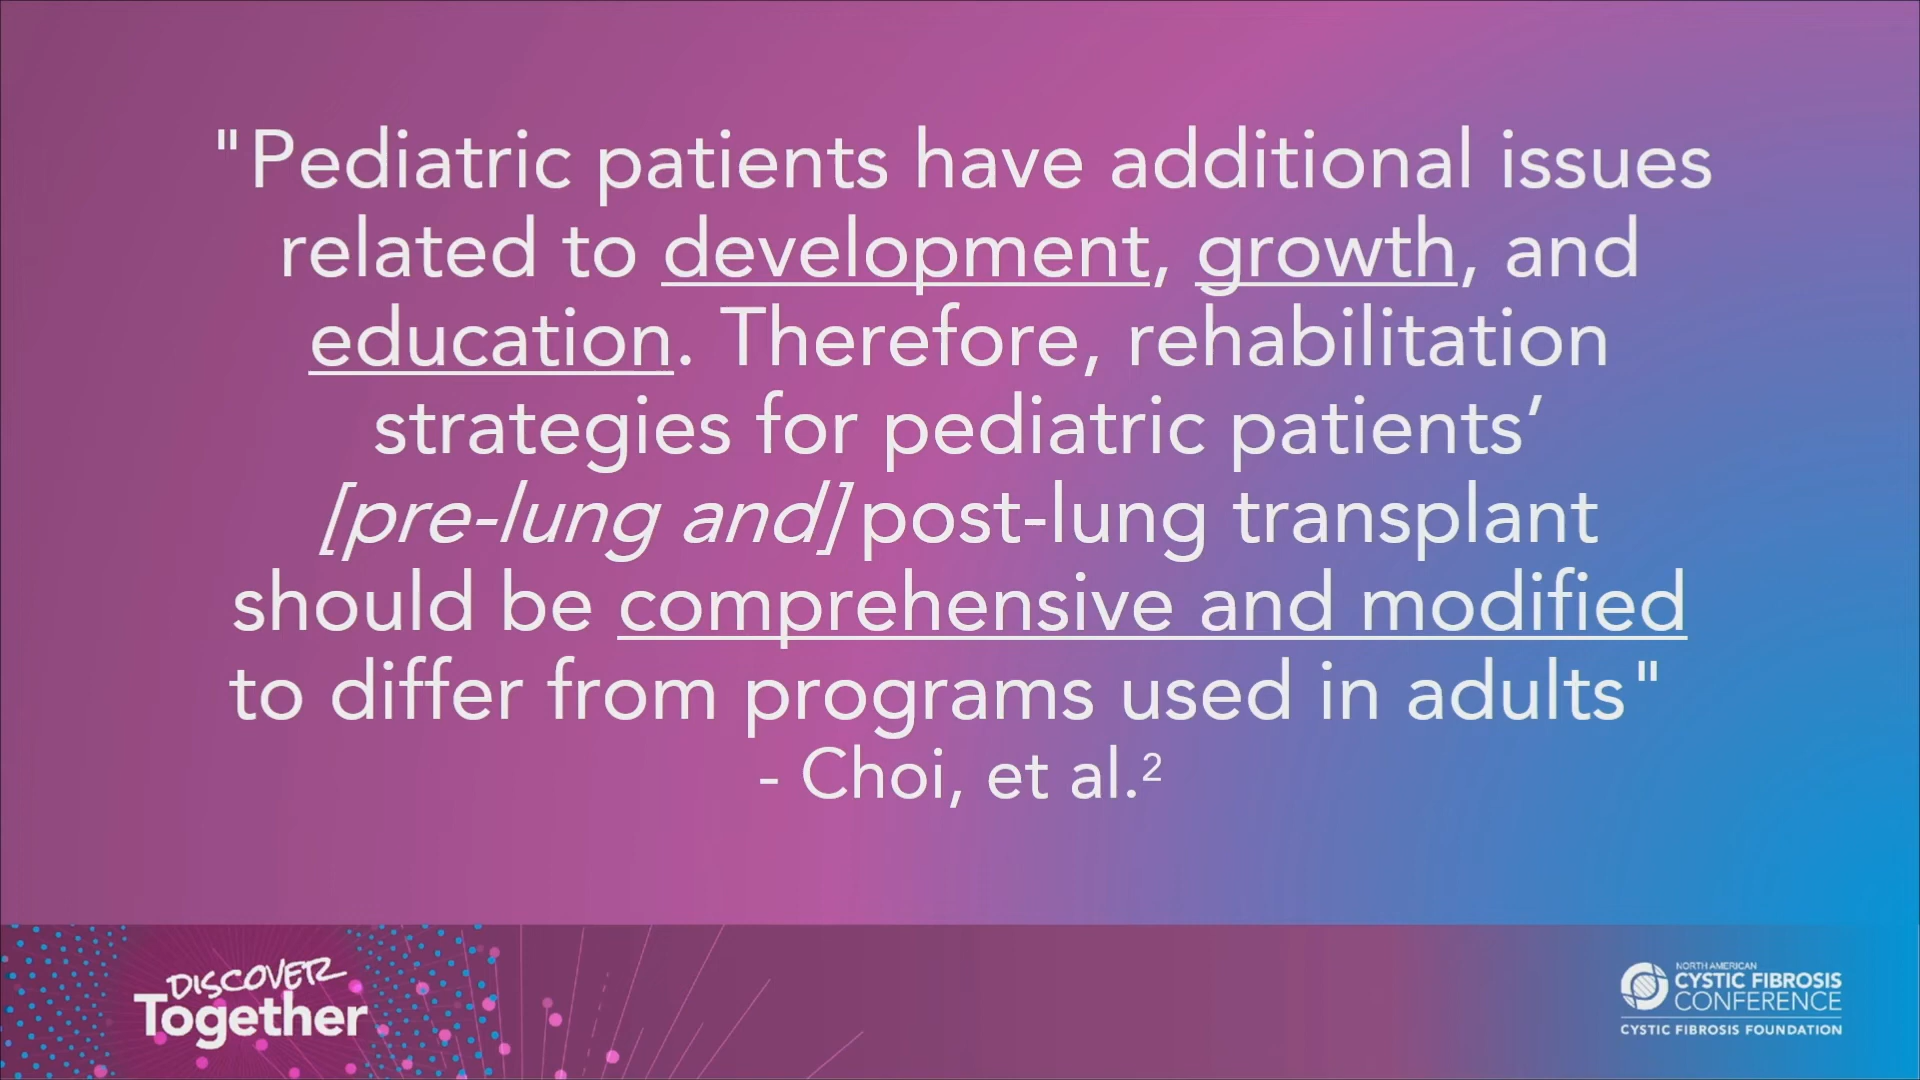 "Pediatric patients have additional issues
related to development, growth, and
education. Therefore, rehabilitation
strategies for pediatric patients’
[pre-lung and] post-lung transplant
should be comprehensive and modified
to differ from programs used in adults"
- Choi, et al.²
DISCOVER
Together
NORTH AMERICAN
CYSTIC FIBROSIS
CONFERENCE
CYSTIC FIBROSIS FOUNDATION